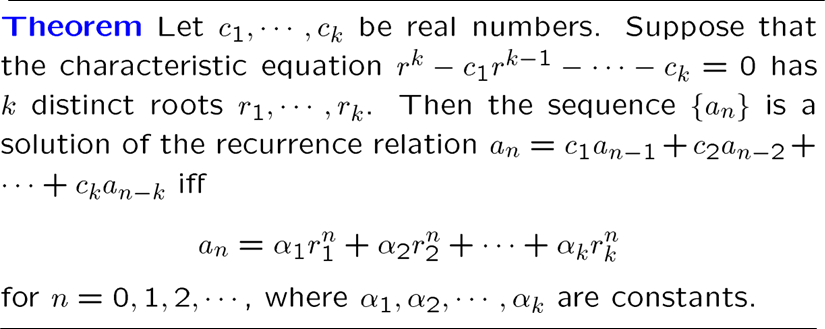 Theorem Let c₁, ⋯ , cₖ be real numbers. Suppose that
the characteristic equation rᵏ − c₁rᵏ⁻¹ − ⋯ − cₖ = 0 has
k distinct roots r₁, ⋯ , rₖ. Then the sequence {aₙ} is a
solution of the recurrence relation aₙ = c₁aₙ₋₁ + c₂aₙ₋₂ +
⋯ + cₖaₙ₋ₖ iff
aₙ = α₁r₁ⁿ + α₂r₂ⁿ + ⋯ + αₖrₖⁿ
for n = 0, 1, 2, ⋯, where α₁, α₂, ⋯ , αₖ are constants.